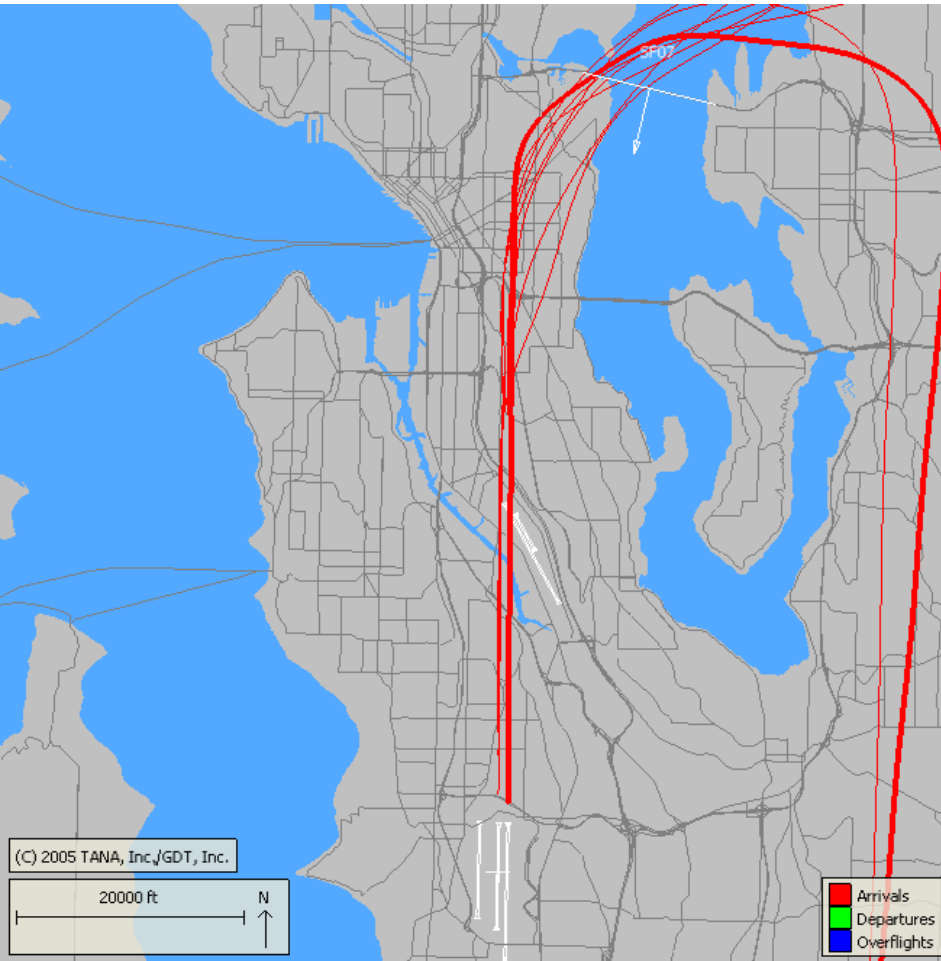 SF07
(C) 2005 TANA, Inc./GDT, Inc.
20000 ft
N
Arrivals
Departures
Overflights